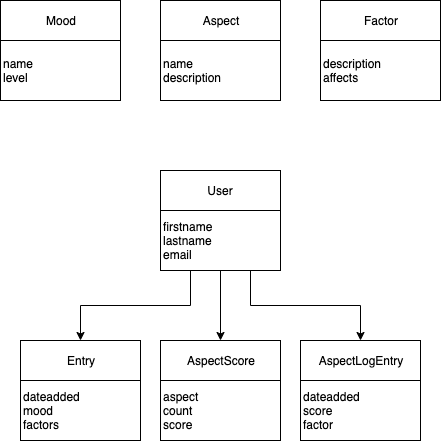 Mood
name
level
Aspect
name
description
Factor
description
affects
User
firstname
lastname
email
Entry
dateadded
mood
factors
AspectScore
aspect
count
score
AspectLogEntry
dateadded
score
factor